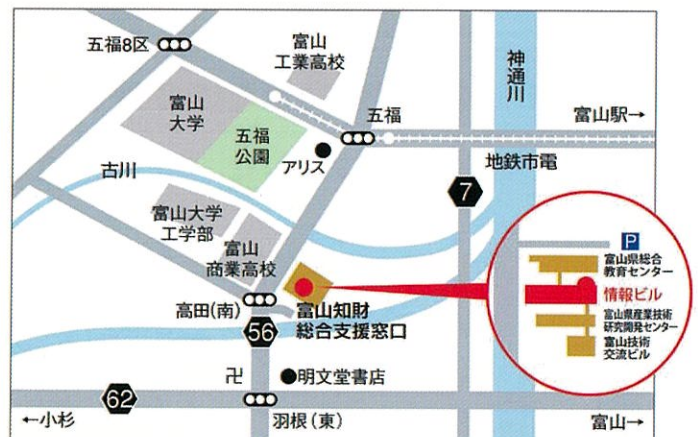 五福8区
富山
工業高校
神通川
富山
大学
五福
公園
五福
富山駅→
アリス
地鉄市電
古川
7
富山大学
工学部
富山
商業高校
P
富山県総合
教育センター
情報ビル
富山県産業技術
研究開発センター
富山技術
交流ビル
高田(南)
富山知財
総合支援窓口
56
卍
明文堂書店
62
←小杉
羽根(東)
富山→